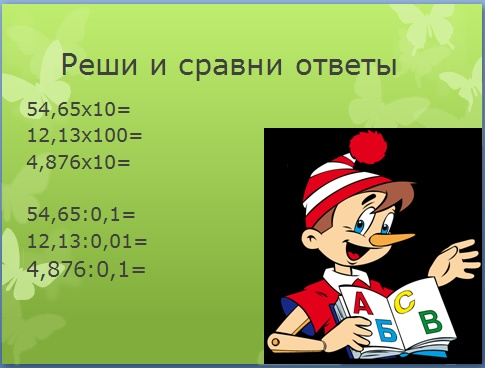 Реши и сравни ответы
54,65х10=
12,13х100=
4,876х10=
54,65:0,1=
12,13:0,01=
4,876:0,1=
А С
Б В